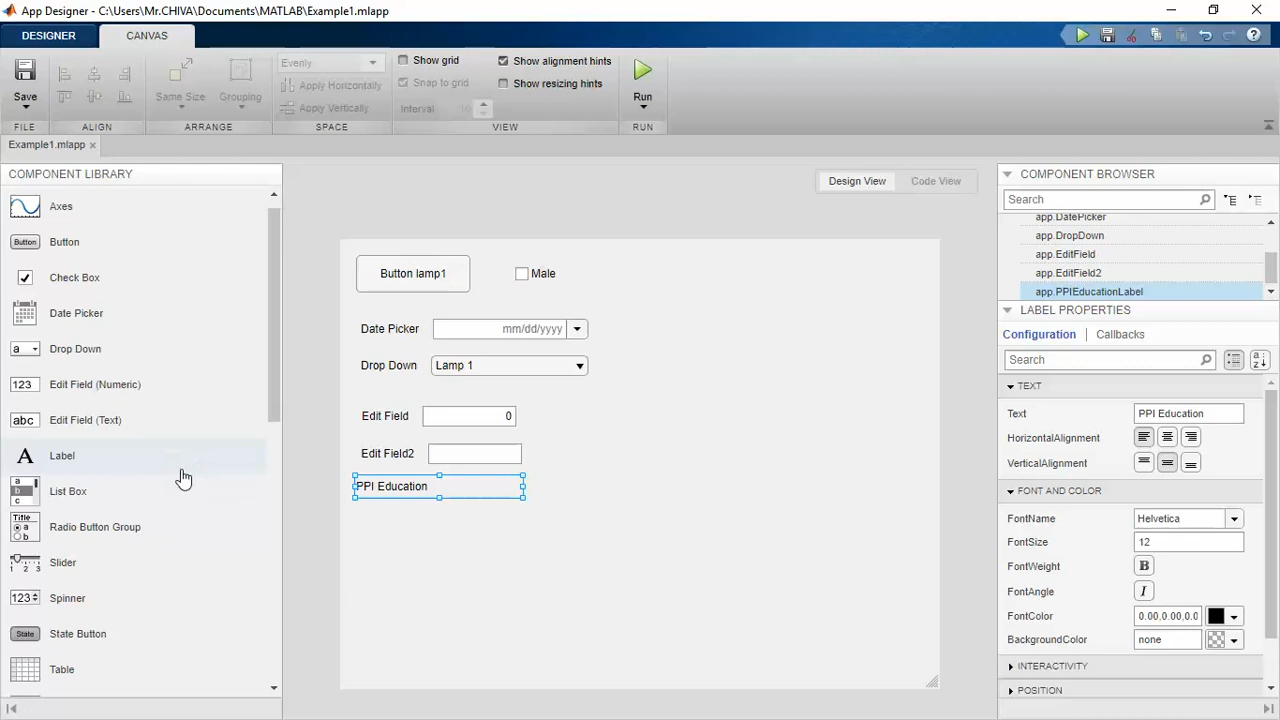 App Designer - C:\Users\Mr.CHIVA\Documents\MATLAB\Example1.mlapp
DESIGNER
CANVAS
Save
FILE
ALIGN
Same Size
Grouping
ARRANGE
Evenly
Apply Horizontally
Apply Vertically
SPACE
Show grid
Snap to grid
Interval 10
Show alignment hints
Show resizing hints
VIEW
Run
RUN
Example1.mlapp
COMPONENT LIBRARY
Axes
Button Button
Check Box
Date Picker
a Drop Down
123 Edit Field (Numeric)
abc Edit Field (Text)
A Label
a b c List Box
Title a b Radio Button Group
1 2 3 Slider
123 Spinner
State State Button
Table
Design View
Code View
Button lamp1
Male
Date Picker mm/dd/yyyy
Drop Down Lamp 1
Edit Field 0
Edit Field2
PPI Education
COMPONENT BROWSER
Search
app.DatePicker
app.DropDown
app.EditField
app.EditField2
app.PPIEducationLabel
LABEL PROPERTIES
Configuration
Callbacks
Search
TEXT
Text PPI Education
HorizontalAlignment
VerticalAlignment
FONT AND COLOR
FontName Helvetica
FontSize 12
FontWeight B
FontAngle I
FontColor 0.00,0.00,0.0
BackgroundColor none
INTERACTIVITY
POSITION